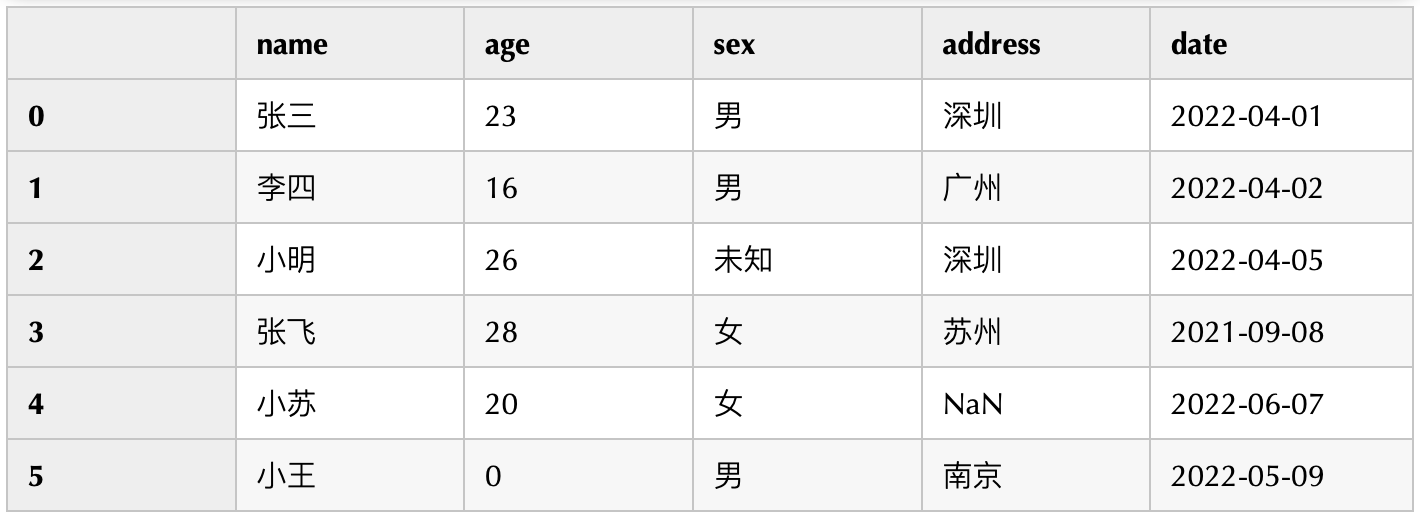 name age sex address date
0 张三 23 男 深圳 2022-04-01
1 李四 16 男 广州 2022-04-02
2 小明 26 未知 深圳 2022-04-05
3 张飞 28 女 苏州 2021-09-08
4 小苏 20 女 NaN 2022-06-07
5 小王 0 男 南京 2022-05-09